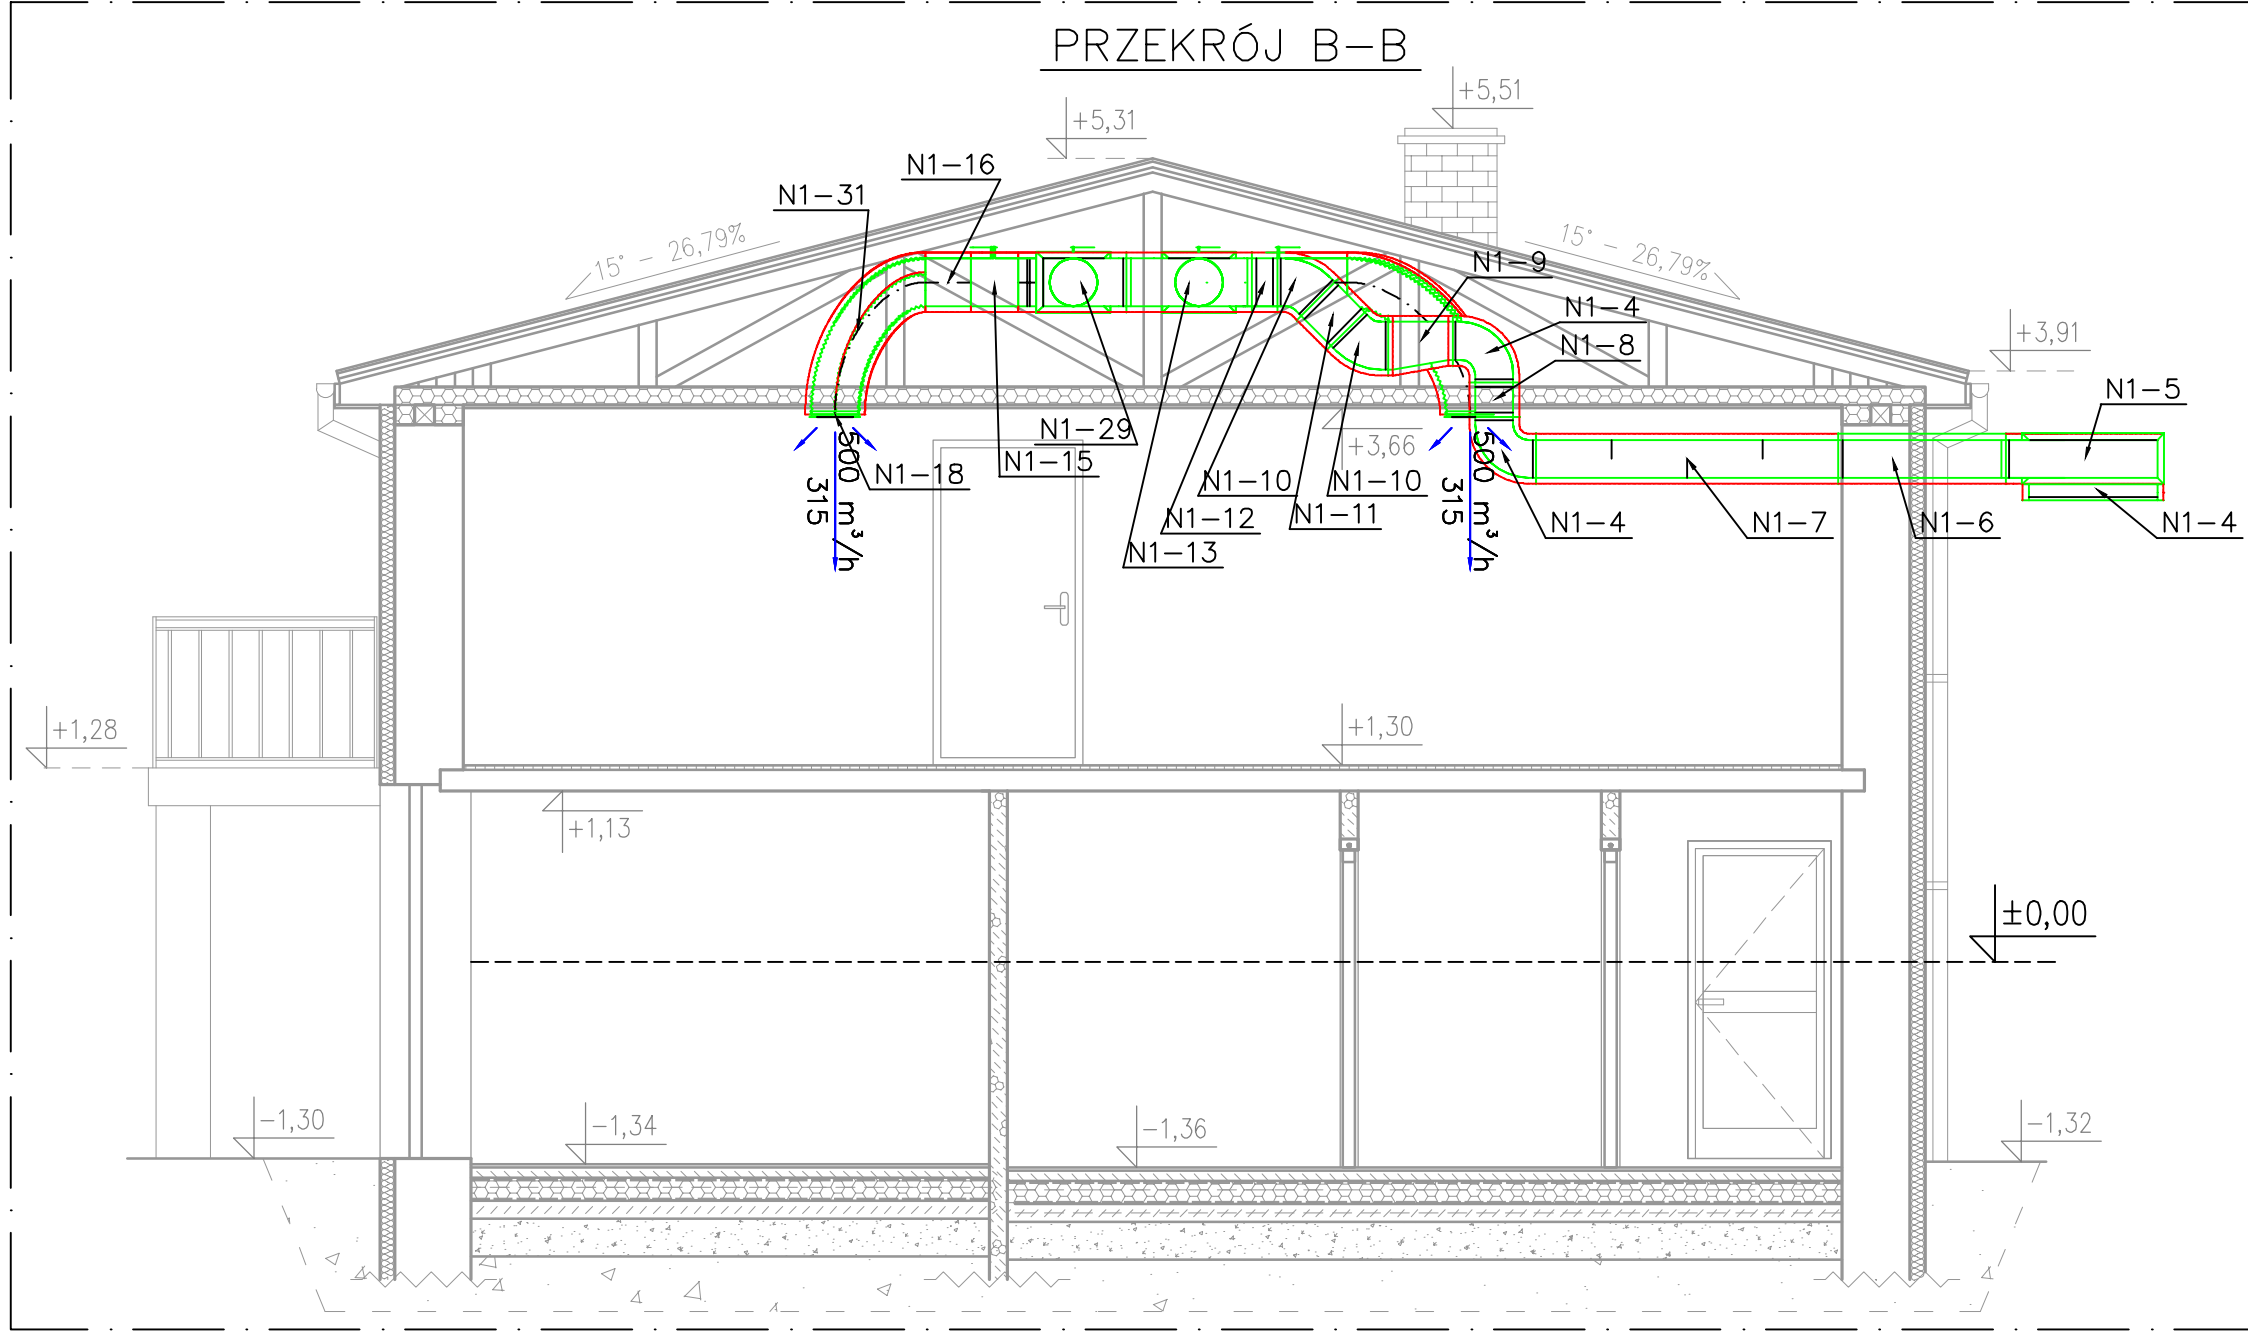 PRZEKRÓJ B–B
+5,51
+5,31
N1–16
N1–31
15° – 26,79%
15° – 26,79%
N1–9
N1–4
N1–8
+3,91
N1–5
N1–29
N1–15
N1–18
+3,66
N1–10
N1–10
N1–12
N1–11
N1–13
500 m³/h
315
500 m³/h
315
N1–4
N1–7
N1–6
N1–4
+1,28
+1,30
+1,13
±0,00
–1,30
–1,34
–1,36
–1,32